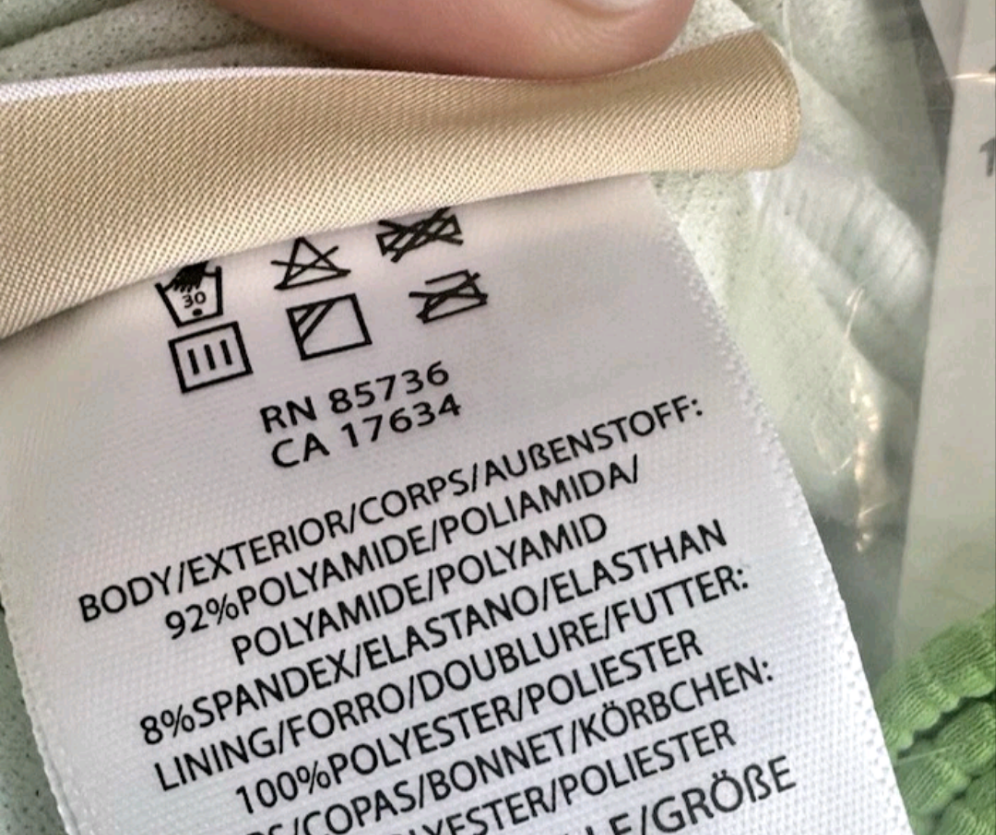 30
RN 85736
CA 17634
BODY/EXTERIOR/CORPS/AUßENSTOFF:
92%POLYAMIDE/POLIAMIDA/
POLYAMIDE/POLYAMID
8%SPANDEX/ELASTANO/ELASTHAN
LINING/FORRO/DOUBLURE/FUTTER:
100%POLYESTER/POLIESTER
/COPAS/BONNET/KÖRBCHEN:
/POLIESTER
/GRÖßE